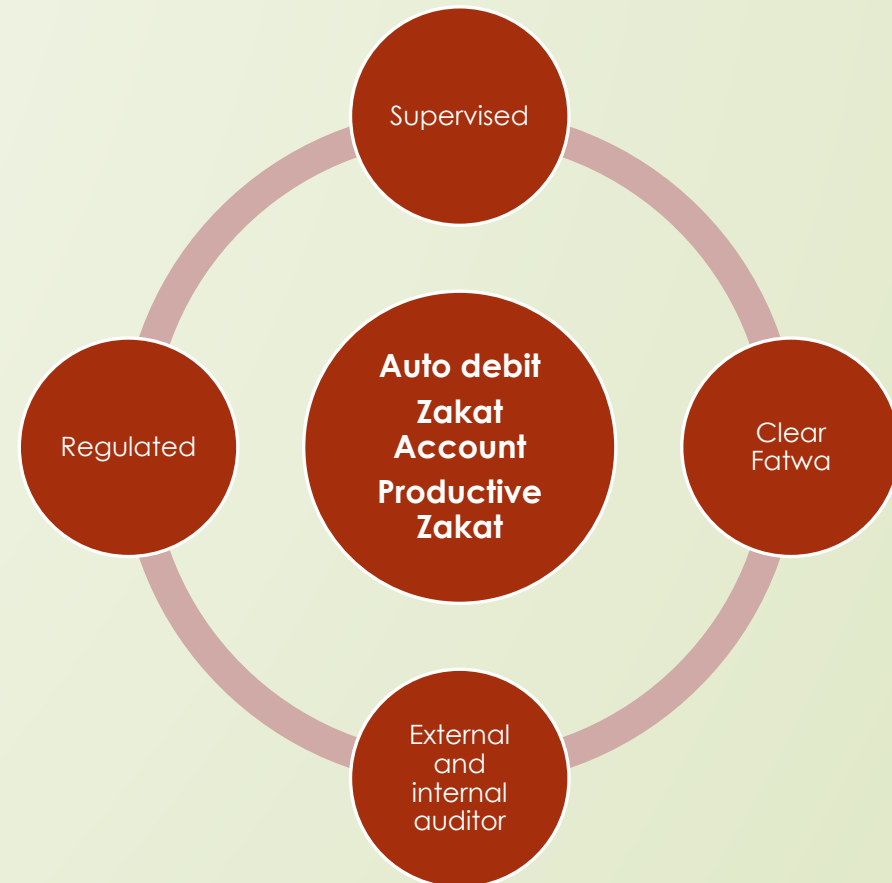 Supervised
Auto debit
Zakat
Account
Productive
Zakat
Regulated
Clear
Fatwa
External
and
internal
auditor